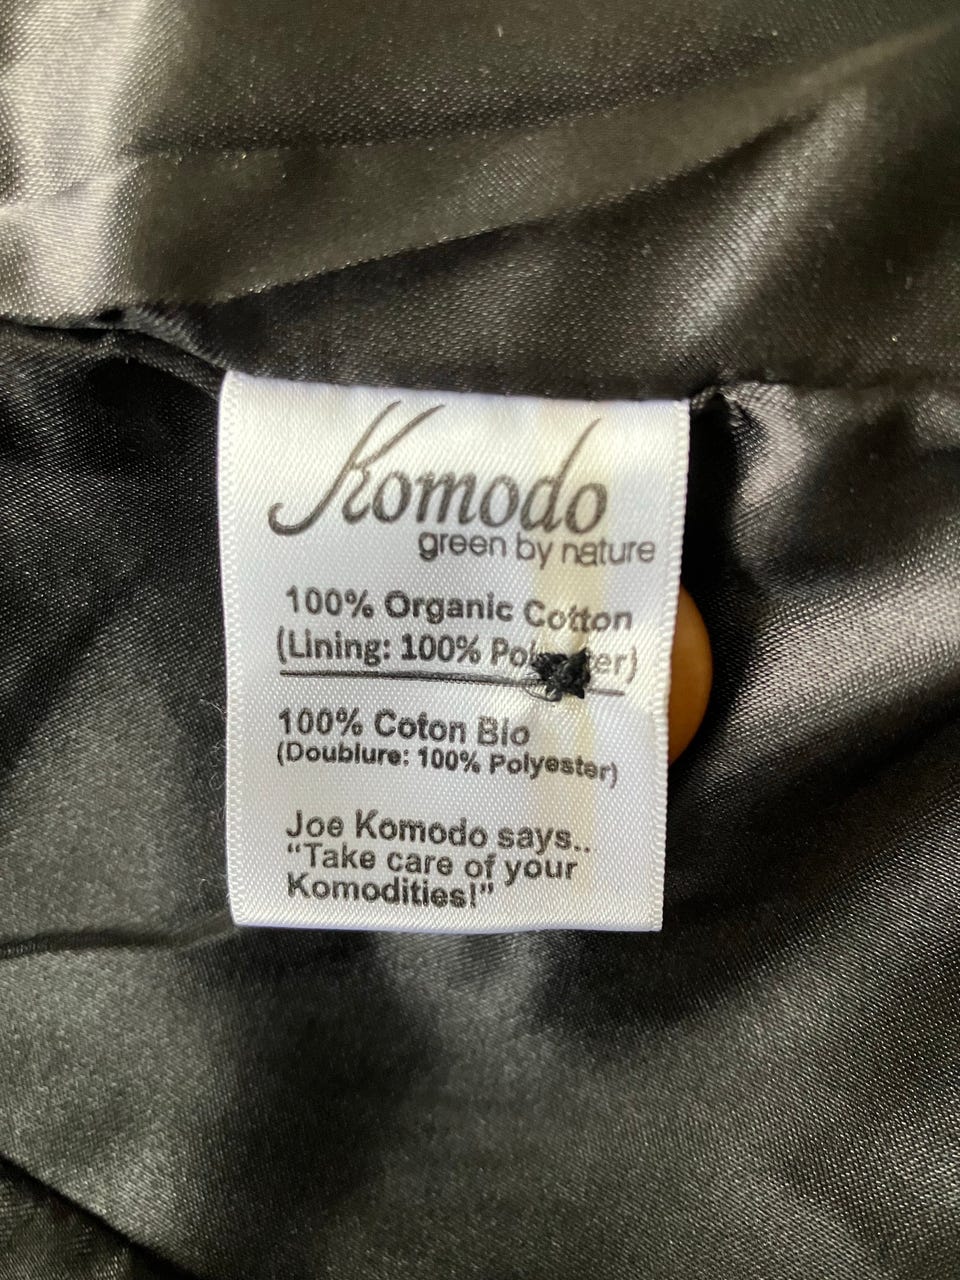 Komodo
green by nature
100% Organic Cotton
(Lining: 100%
100% Coton Bio
(Doublure: 100% Polyester)
Joe Komodo says..
“Take care of your
Komodities!”